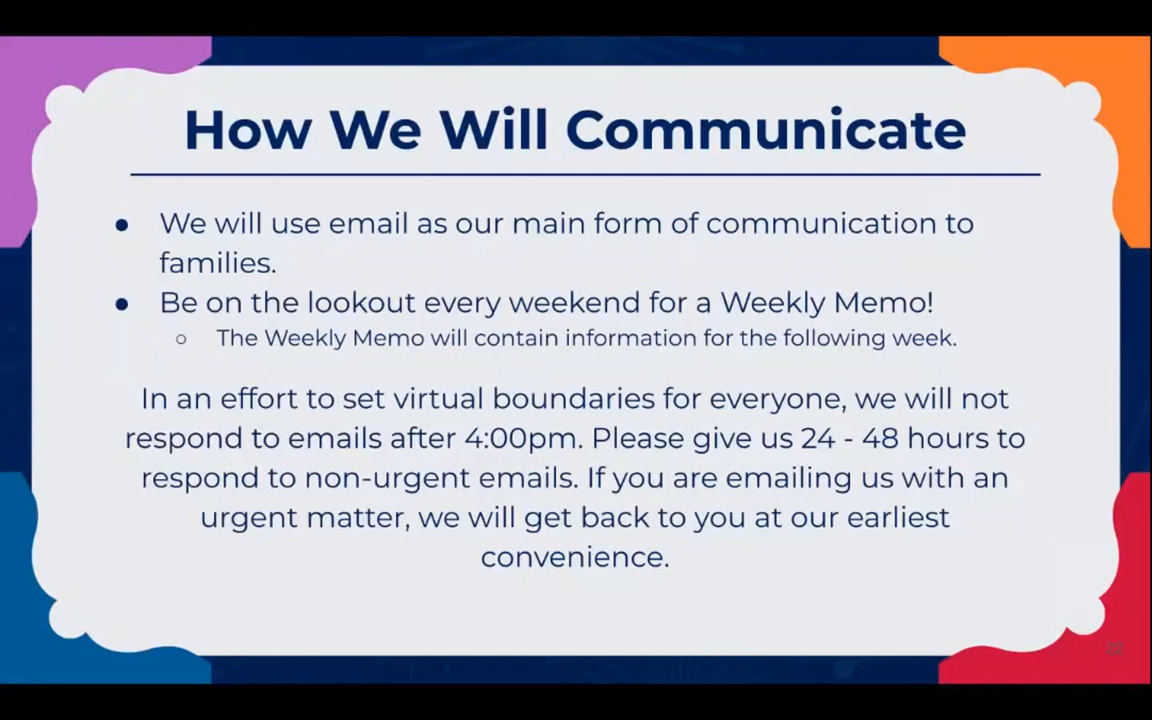 How We Will Communicate
● We will use email as our main form of communication to
families.
● Be on the lookout every weekend for a Weekly Memo!
○ The Weekly Memo will contain information for the following week.
In an effort to set virtual boundaries for everyone, we will not
respond to emails after 4:00pm. Please give us 24 - 48 hours to
respond to non-urgent emails. If you are emailing us with an
urgent matter, we will get back to you at our earliest
convenience.